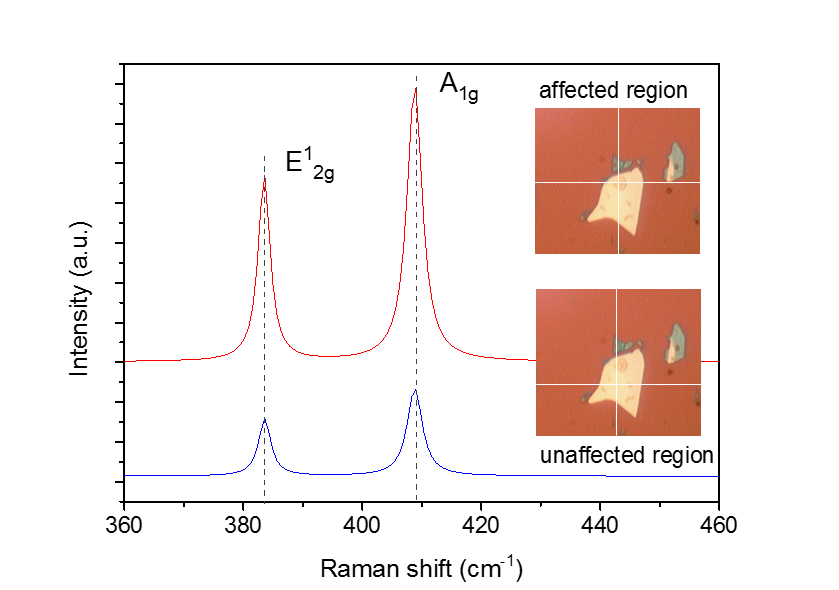 A1g
affected region
E12g
Intensity (a.u.)
unaffected region
360 380 400 420 440 460
Raman shift (cm-1)